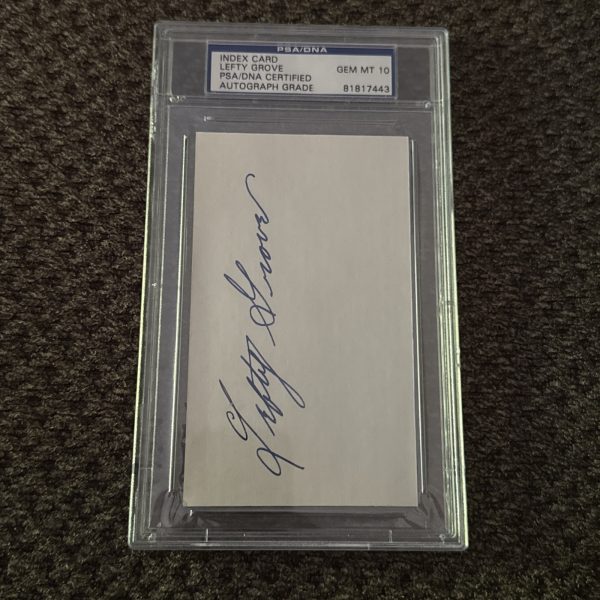 PSA/DNA
INDEX CARD
LEFTY GROVE
PSA/DNA CERTIFIED
AUTOGRAPH GRADE
GEM MT 10
81817443
Lefty Grove